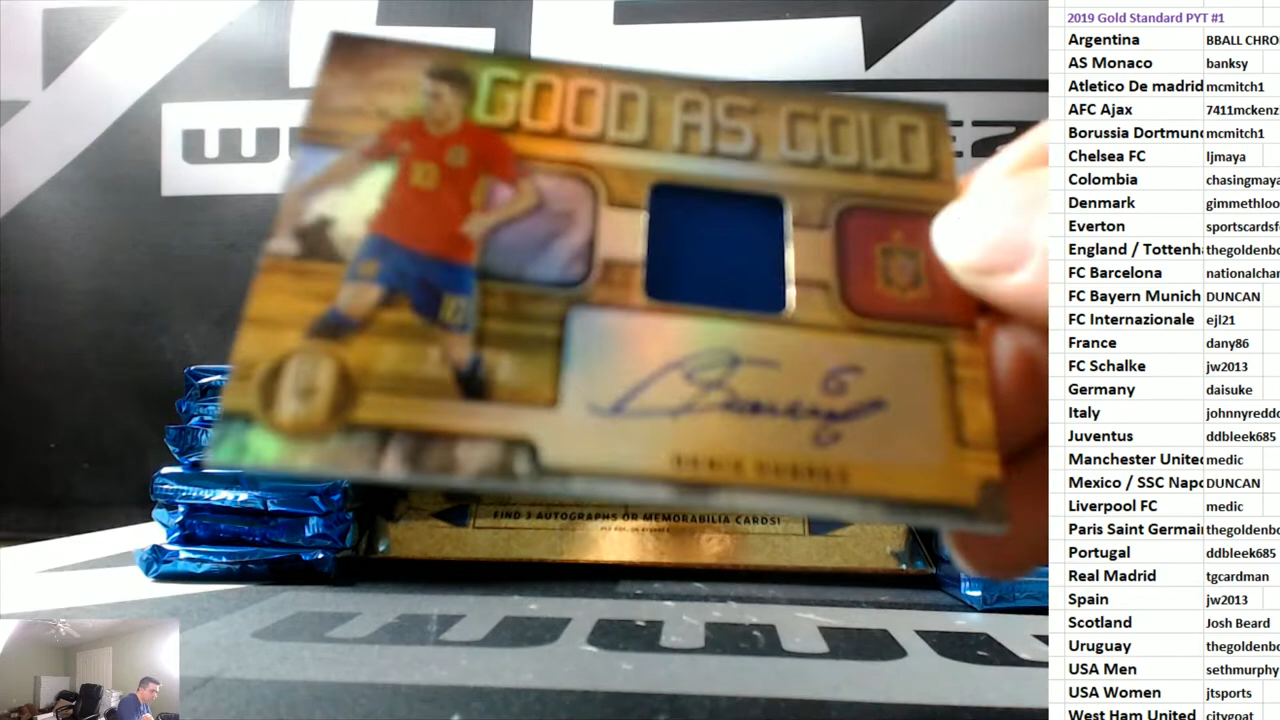 GOOD AS GOLD
10
FIND 3 AUTOGRAPHS OR MEMORABILIA CARDS!
2019 Gold Standard PYT #1
Argentina BBALL CHRO
AS Monaco banksy
Atletico De madrid mcmitch1
AFC Ajax 7411mckenz
Borussia Dortmund mcmitch1
Chelsea FC ljmaya
Colombia chasingmaya
Denmark gimmethloo
Everton sportscardsf
England / Tottenh thegoldenbo
FC Barcelona nationalchar
FC Bayern Munich DUNCAN
FC Internazionale ejl21
France dany86
FC Schalke jw2013
Germany daisuke
Italy johnnyreddo
Juventus ddbleek685
Manchester United medic
Mexico / SSC Napo DUNCAN
Liverpool FC medic
Paris Saint Germai thegoldenbo
Portugal ddbleek685
Real Madrid tgcardman
Spain jw2013
Scotland Josh Beard
Uruguay thegoldenbo
USA Men sethmurphy
USA Women jtsports
West Ham United citygoat